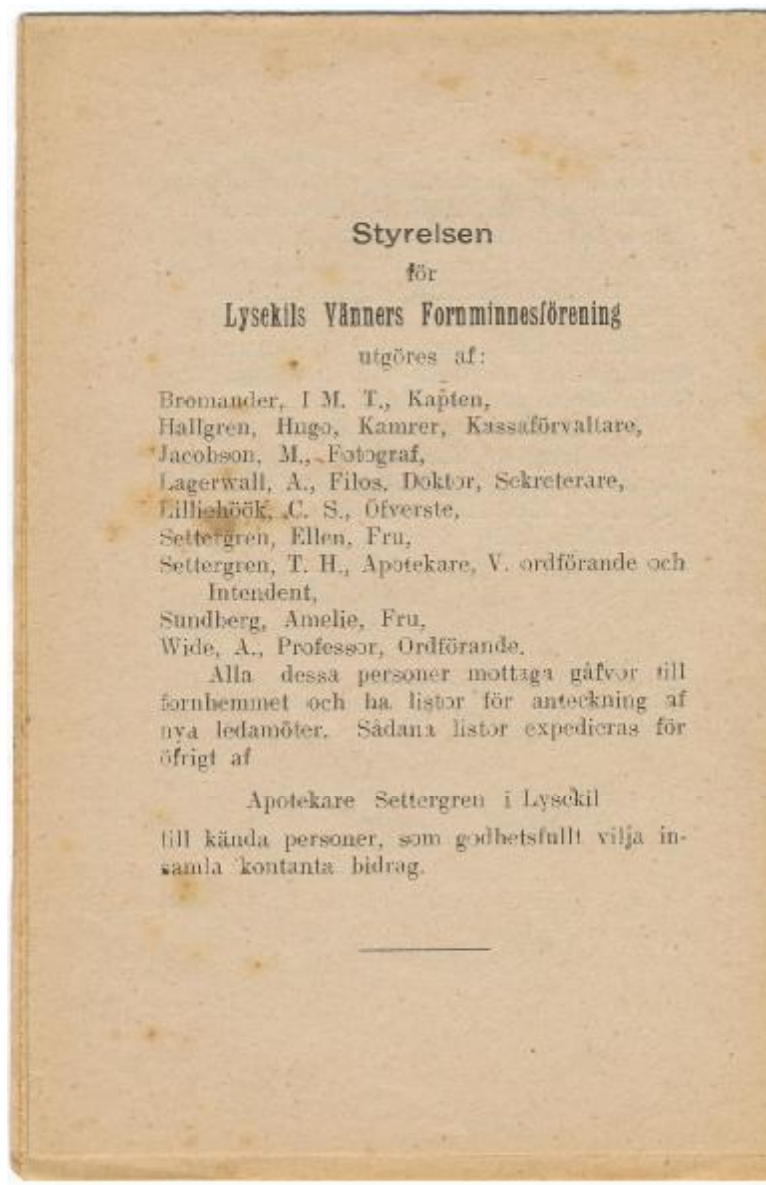 Styrelsen
för
Lysekils Vänners Fornminnesförening
utgöres af:
Bromander, I M. T., Kapten,
Hallgren, Hugo, Kamrer, Kassaförvaltare,
Jacobson, M., Fotograf,
Lagerwall, A., Filos. Doktor, Sekreterare,
Lilliehöök, C. S., Öfverste,
Settergren, Ellen, Fru,
Settergren, T. H., Apotekare, V. ordförande och
Intendent,
Sundberg, Amelie, Fru,
Wide, A., Professor, Ordförande.
Alla dessa personer mottaga gåfvor till
fornhemmet och ha listor för anteckning af
nya ledamöter. Sådana listor expedieras för
öfrigt af
Apotekare Settergren i Lysekil
till kända personer, som godhetsfullt vilja in-
samla kontanta bidrag.